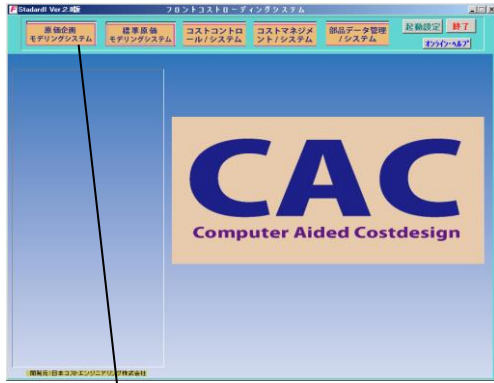 StadardⅡ Ver2.0版
フロントコストローディングシステム
原価企画
モデリングシステム
標準原価
モデリングシステム
コストコントロ
ール/システム
コストマネジメ
ント/システム
部品データ管理
/システム
起動設定
終了
オンライン・ヘルプ
CAC
Computer Aided Costdesign
開発元:日本コストエンジニアリング株式会社